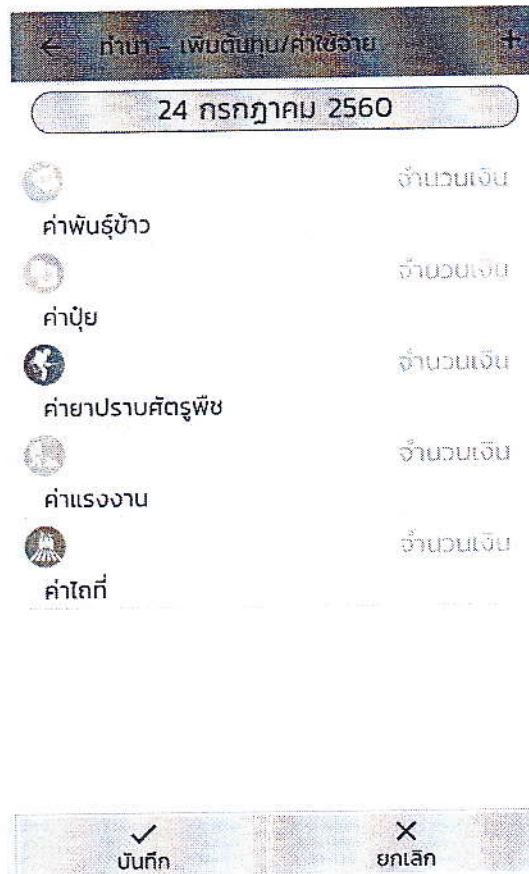 ← ทำนา - เพิ่มต้นทุน/ค่าใช้จ่าย +
24 กรกฎาคม 2560
จำนวนเงิน
ค่าพันธุ์ข้าว
จำนวนเงิน
ค่าปุ๋ย
จำนวนเงิน
ค่ายาปราบศัตรูพืช
จำนวนเงิน
ค่าแรงงาน
จำนวนเงิน
ค่าไถที่
บันทึก ยกเลิก